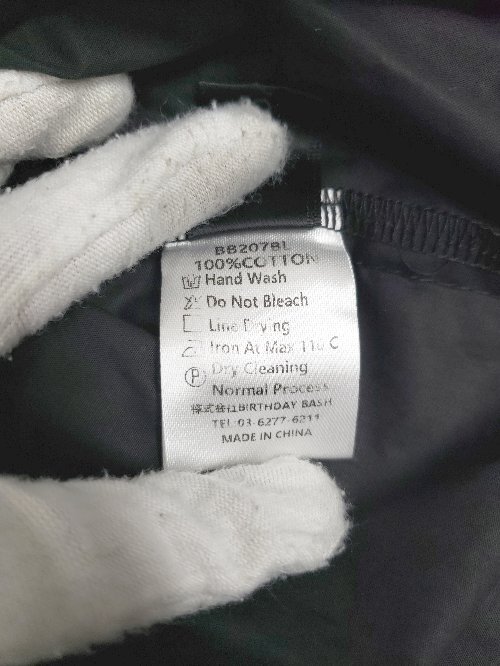 BB207BL
100%COTTON
Hand Wash
Do Not Bleach
Line Drying
Iron At Max 110 C
P Dry Cleaning
Normal Process
株式会社BIRTHDAY BASH
TEL:03-6277-6211
MADE IN CHINA